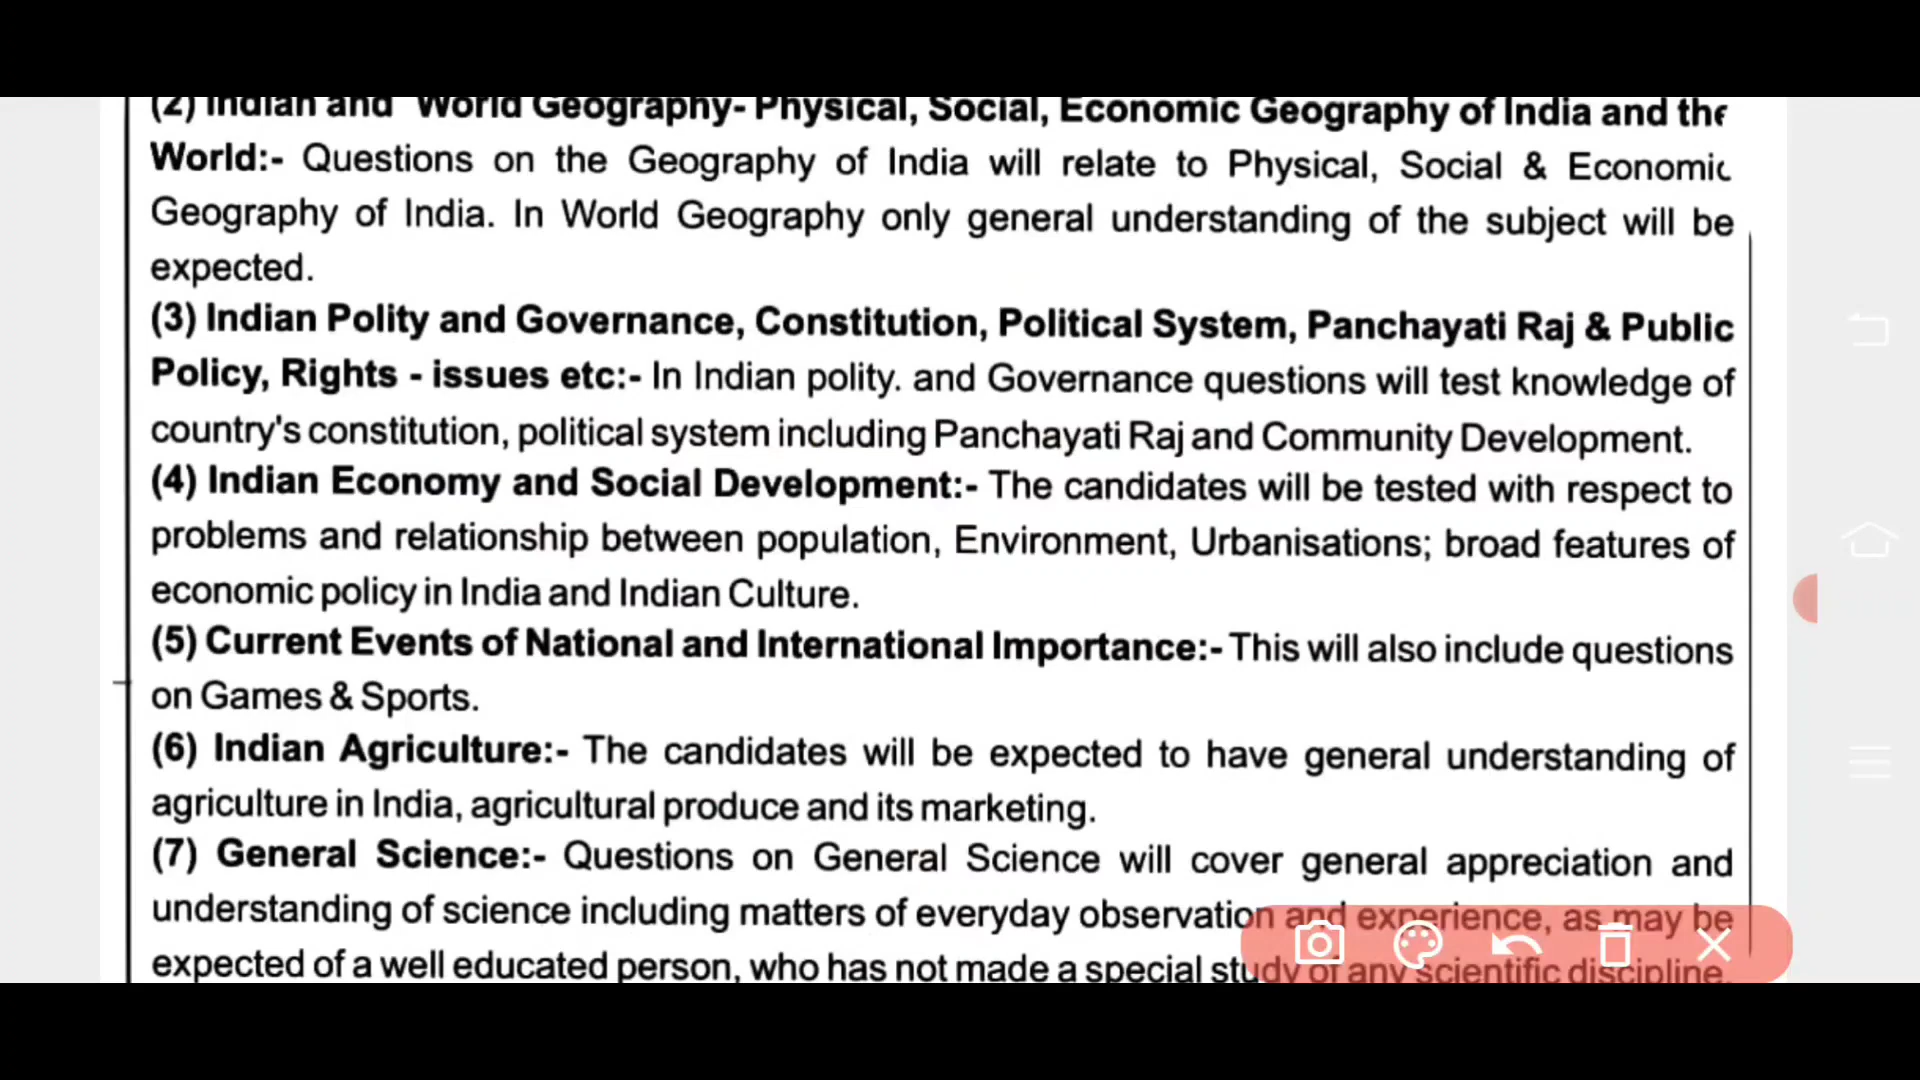 (2) Indian and World Geography- Physical, Social, Economic Geography of India and the
World:- Questions on the Geography of India will relate to Physical, Social & Economic
Geography of India. In World Geography only general understanding of the subject will be
expected.
(3) Indian Polity and Governance, Constitution, Political System, Panchayati Raj & Public
Policy, Rights - issues etc:- In Indian polity. and Governance questions will test knowledge of
country's constitution, political system including Panchayati Raj and Community Development.
(4) Indian Economy and Social Development:- The candidates will be tested with respect to
problems and relationship between population, Environment, Urbanisations; broad features of
economic policy in India and Indian Culture.
(5) Current Events of National and International Importance:- This will also include questions
on Games & Sports.
(6) Indian Agriculture:- The candidates will be expected to have general understanding of
agriculture in India, agricultural produce and its marketing.
(7) General Science:- Questions on General Science will cover general appreciation and
understanding of science including matters of everyday observation and experience, as may be
expected of a well educated person, who has not made a special study of any scientific discipline.